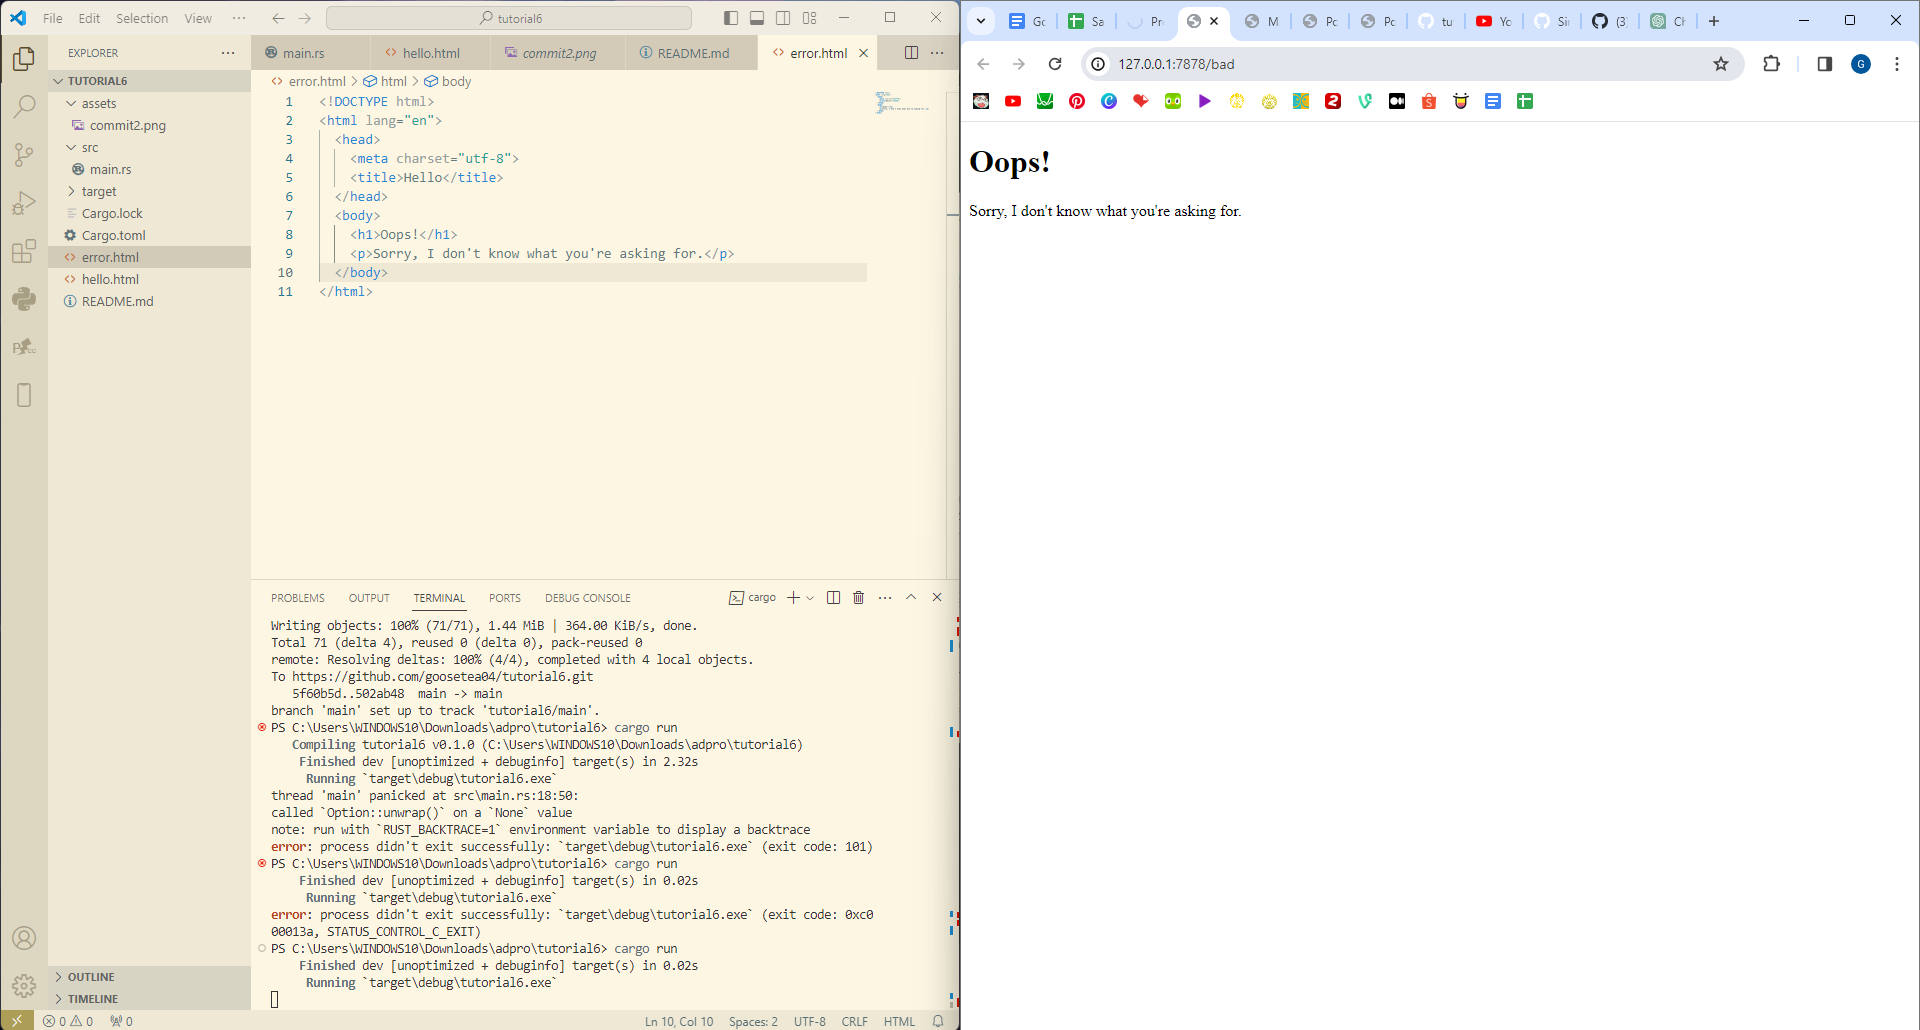 File Edit Selection View ···
tutorial6
EXPLORER
TUTORIAL6
assets
commit2.png
src
main.rs
target
Cargo.lock
Cargo.toml
error.html
hello.html
README.md
OUTLINE
TIMELINE
main.rs hello.html commit2.png README.md error.html
error.html > html > body
1 <!DOCTYPE html>
2 <html lang="en">
3 <head>
4 <meta charset="utf-8">
5 <title>Hello</title>
6 </head>
7 <body>
8 <h1>Oops!</h1>
9 <p>Sorry, I don't know what you're asking for.</p>
10 </body>
11 </html>
PROBLEMS OUTPUT TERMINAL PORTS DEBUG CONSOLE cargo
Writing objects: 100% (71/71), 1.44 MiB | 364.00 KiB/s, done.
Total 71 (delta 4), reused 0 (delta 0), pack-reused 0
remote: Resolving deltas: 100% (4/4), completed with 4 local objects.
To https://github.com/goosetea04/tutorial6.git
5f60b5d..502ab48 main -> main
branch 'main' set up to track 'tutorial6/main'.
PS C:\Users\WINDOWS10\Downloads\adpro\tutorial6> cargo run
Compiling tutorial6 v0.1.0 (C:\Users\WINDOWS10\Downloads\adpro\tutorial6)
Finished dev [unoptimized + debuginfo] target(s) in 2.32s
Running `target\debug\tutorial6.exe`
thread 'main' panicked at src\main.rs:18:50:
called `Option::unwrap()` on a `None` value
note: run with `RUST_BACKTRACE=1` environment variable to display a backtrace
error: process didn't exit successfully: `target\debug\tutorial6.exe` (exit code: 101)
PS C:\Users\WINDOWS10\Downloads\adpro\tutorial6> cargo run
Finished dev [unoptimized + debuginfo] target(s) in 0.02s
Running `target\debug\tutorial6.exe`
error: process didn't exit successfully: `target\debug\tutorial6.exe` (exit code: 0xc0
00013a, STATUS_CONTROL_C_EXIT)
PS C:\Users\WINDOWS10\Downloads\adpro\tutorial6> cargo run
Finished dev [unoptimized + debuginfo] target(s) in 0.02s
Running `target\debug\tutorial6.exe`
0 0 0 Ln 10, Col 10 Spaces: 2 UTF-8 CRLF HTML
Sa Pr M Pc Pc tu Yo Sir (3) Ch
127.0.0.1:7878/bad G
Oops!
Sorry, I don't know what you're asking for.